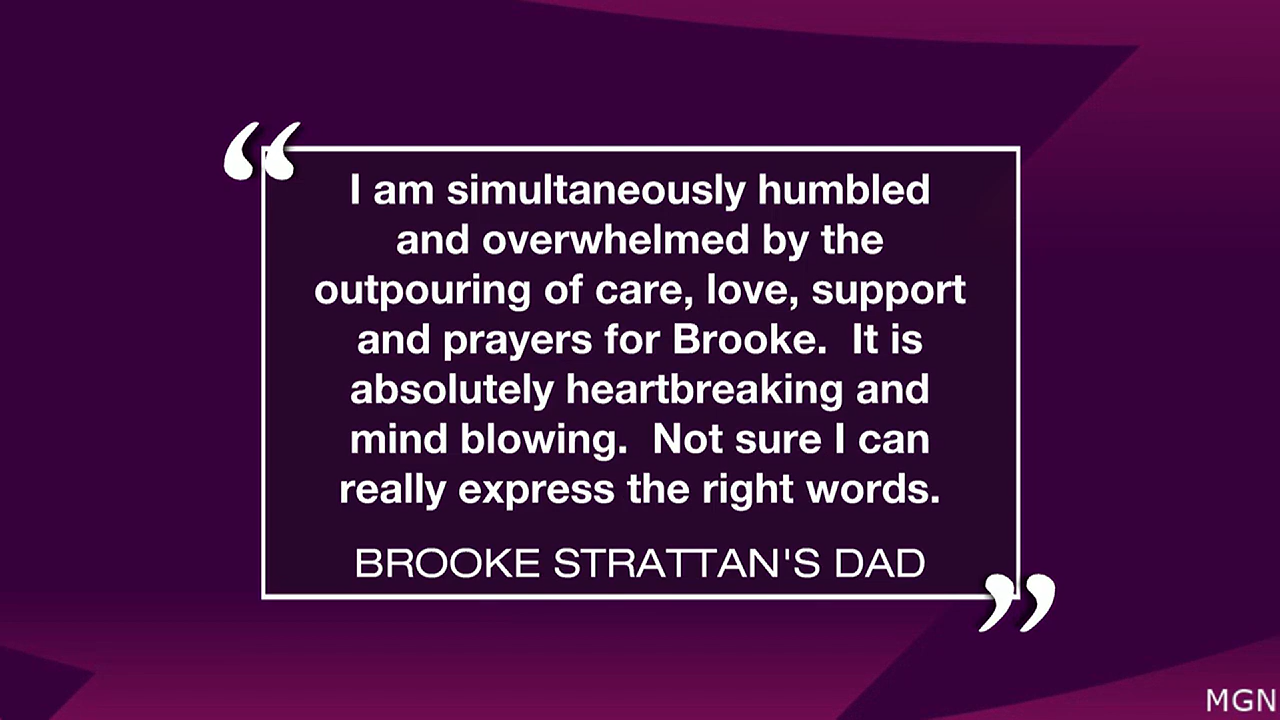 “
I am simultaneously humbled
and overwhelmed by the
outpouring of care, love, support
and prayers for Brooke.  It is
absolutely heartbreaking and
mind blowing.  Not sure I can
really express the right words.
BROOKE STRATTAN'S DAD
”
MGN